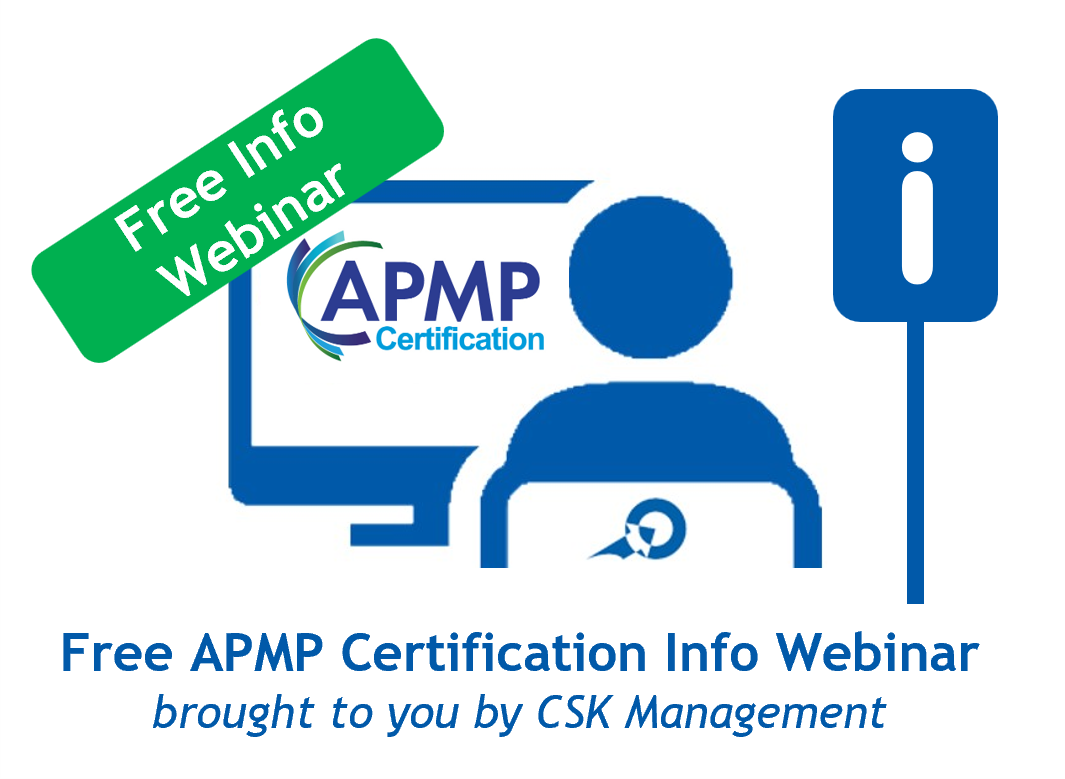 Free Info
Webinar
APMP
Certification
i
Free APMP Certification Info Webinar
brought to you by CSK Management